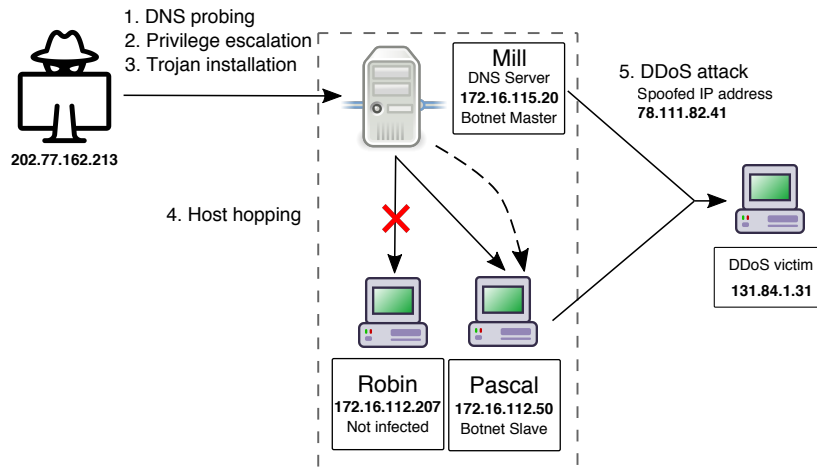 1. DNS probing
2. Privilege escalation
3. Trojan installation
202.77.162.213
Mill
DNS Server
172.16.115.20
Botnet Master
4. Host hopping
5. DDoS attack
Spoofed IP address
78.111.82.41
DDoS victim
131.84.1.31
Robin
172.16.112.207
Not infected
Pascal
172.16.112.50
Botnet Slave